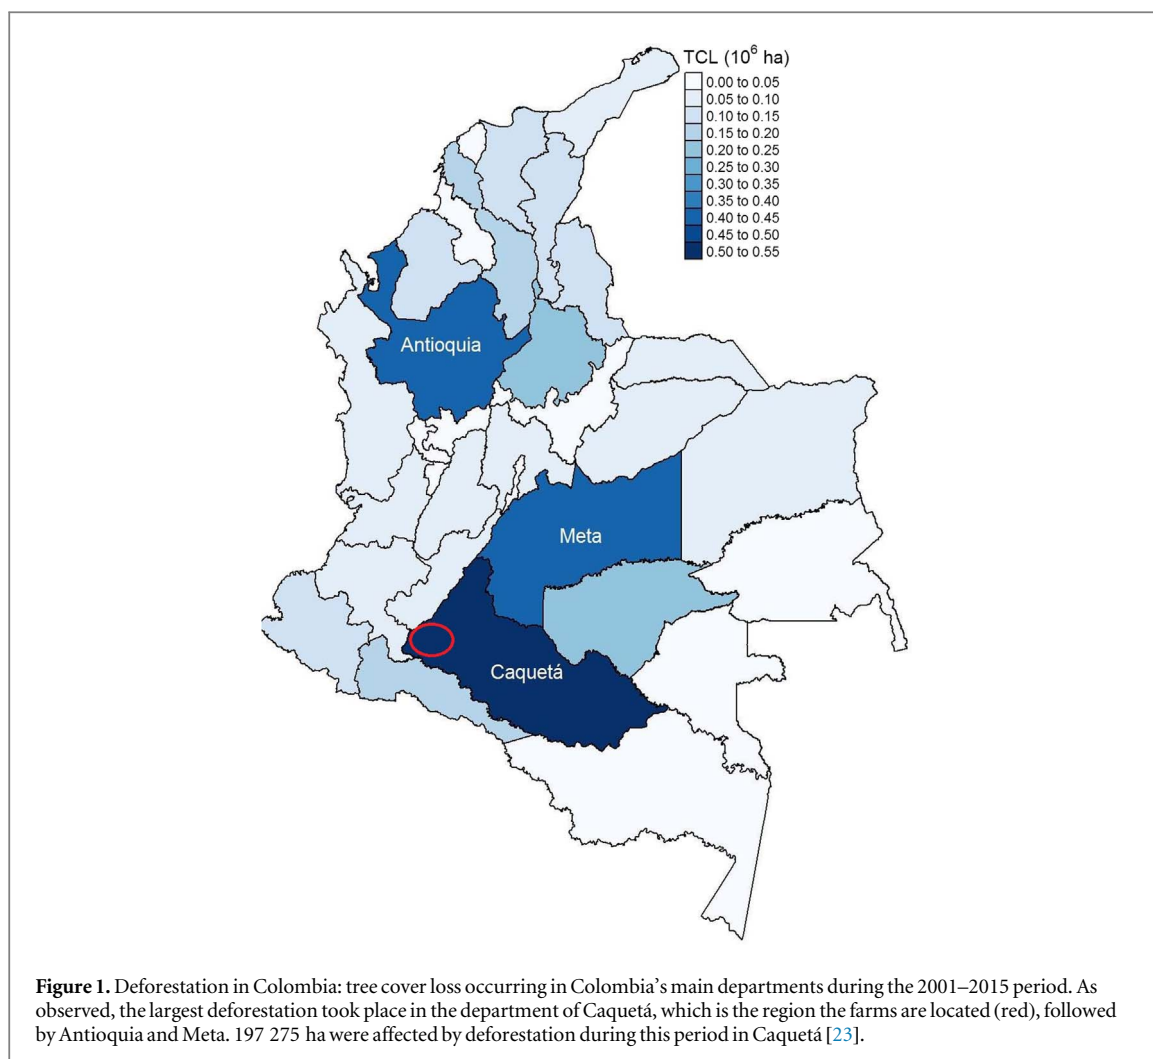 TCL (10⁶ ha)
0.00 to 0.05
0.05 to 0.10
0.10 to 0.15
0.15 to 0.20
0.20 to 0.25
0.25 to 0.30
0.30 to 0.35
0.35 to 0.40
0.40 to 0.45
0.45 to 0.50
0.50 to 0.55
Antioquia
Meta
Caquetá
Figure 1. Deforestation in Colombia: tree cover loss occurring in Colombia's main departments during the 2001–2015 period. As
observed, the largest deforestation took place in the department of Caquetá, which is the region the farms are located (red), followed
by Antioquia and Meta. 197 275 ha were affected by deforestation during this period in Caquetá [23].